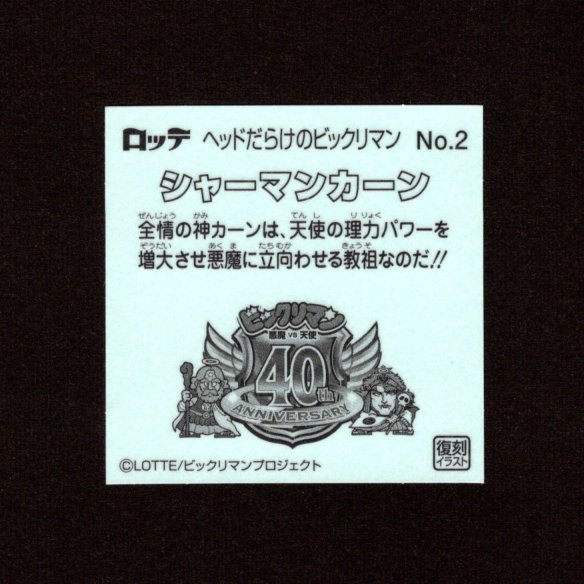 ロッテ ヘッドだらけのビックリマン No.2
シャーマンカーン
ぜんじょう かみ てんし りりょく
全情の神カーンは、天使の理力パワーを
ぞうだい あくま たちむか きょうそ
増大させ悪魔に立向わせる教祖なのだ!!
ビックリマン
悪魔 VS 天使
40th
ANNIVERSARY
©LOTTE/ビックリマンプロジェクト
復刻
イラスト